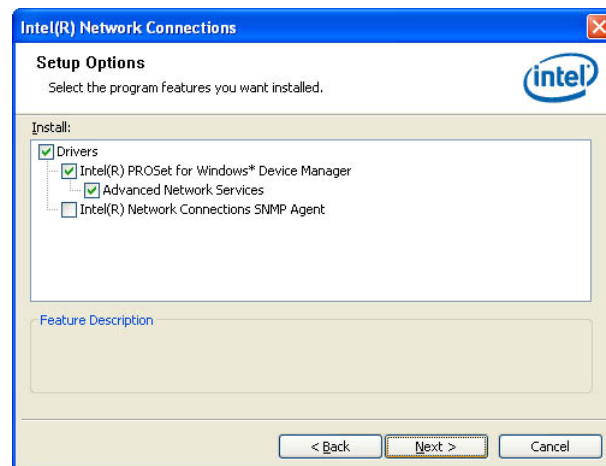 Intel(R) Network Connections
Setup Options
Select the program features you want installed.
intel
Install:
Drivers
Intel(R) PROSet for Windows* Device Manager
Advanced Network Services
Intel(R) Network Connections SNMP Agent
Feature Description
< Back
Next >
Cancel